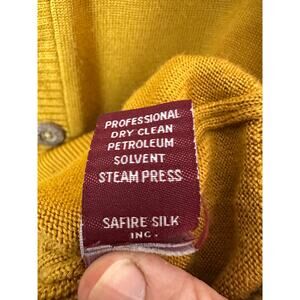 PROFESSIONAL
DRY CLEAN
PETROLEUM
SOLVENT
STEAM PRESS
SAFIRE SILK
INC.